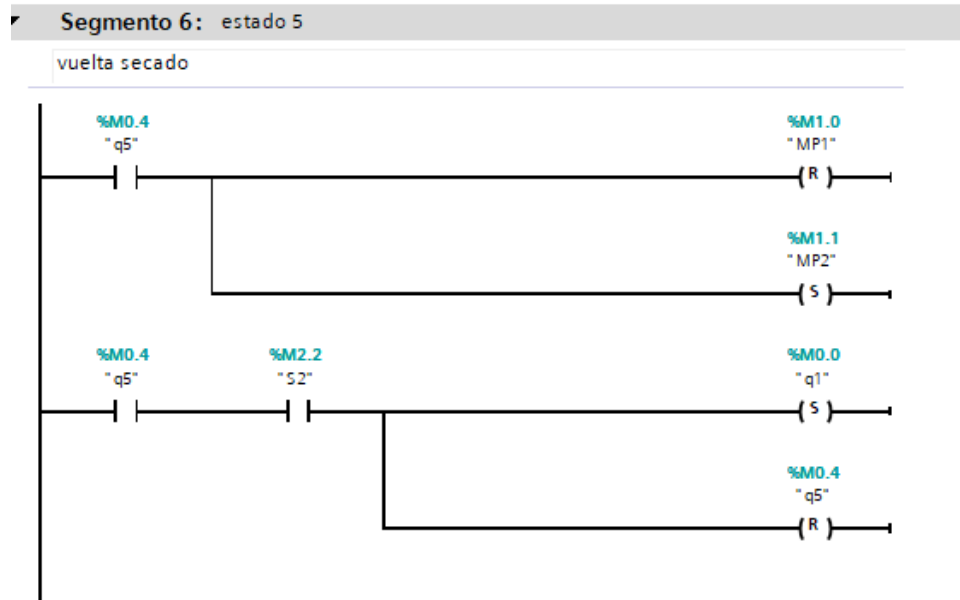 Segmento 6: estado 5
vuelta secado
%M0.4 %M1.0
"q5" "MP1"
R
%M1.1
"MP2"
S
%M0.4 %M2.2 %M0.0
"q5" "S2" "q1"
S
%M0.4
"q5"
R